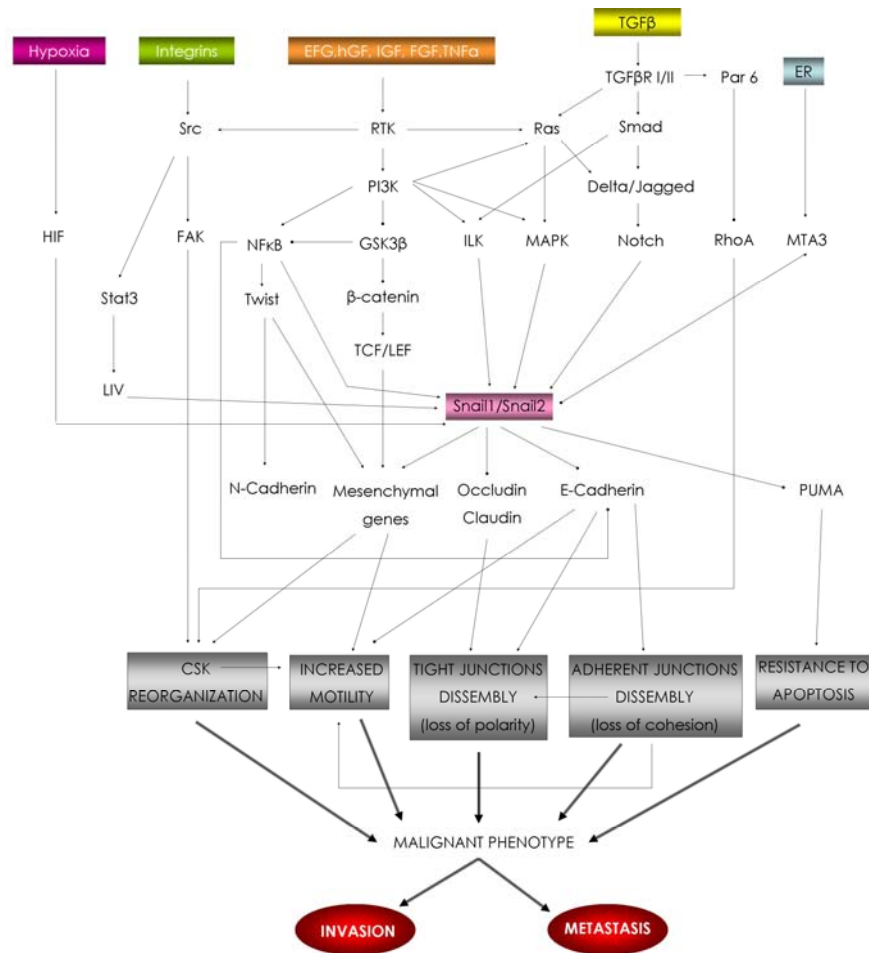 TGFβ
Hypoxia
Integrins
EFG,hGF, IGF, FGF,TNFα
ER
TGFβR I/II
Par 6
Src
RTK
Ras
Smad
PI3K
Delta/Jagged
HIF
FAK
NFκB
GSK3β
ILK
MAPK
Notch
RhoA
MTA3
Stat3
Twist
β-catenin
TCF/LEF
LIV
Snail1/Snail2
N-Cadherin
Mesenchymal
genes
Occludin
Claudin
E-Cadherin
PUMA
CSK
REORGANIZATION
INCREASED
MOTILITY
TIGHT JUNCTIONS
DISSEMBLY
(loss of polarity)
ADHERENT JUNCTIONS
DISSEMBLY
(loss of cohesion)
RESISTANCE TO
APOPTOSIS
MALIGNANT PHENOTYPE
INVASION
METASTASIS